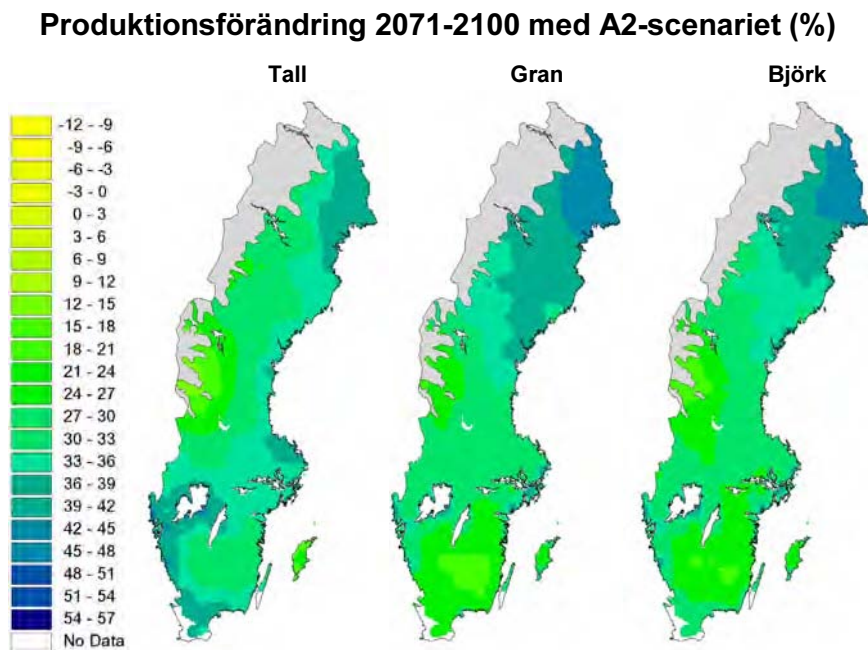 Produktionsförändring 2071-2100 med A2-scenariet (%)
Tall Gran Björk
-12 - -9
-9 - -6
-6 - -3
-3 - 0
0 - 3
3 - 6
6 - 9
9 - 12
12 - 15
15 - 18
18 - 21
21 - 24
24 - 27
27 - 30
30 - 33
33 - 36
36 - 39
39 - 42
42 - 45
45 - 48
48 - 51
51 - 54
54 - 57
No Data